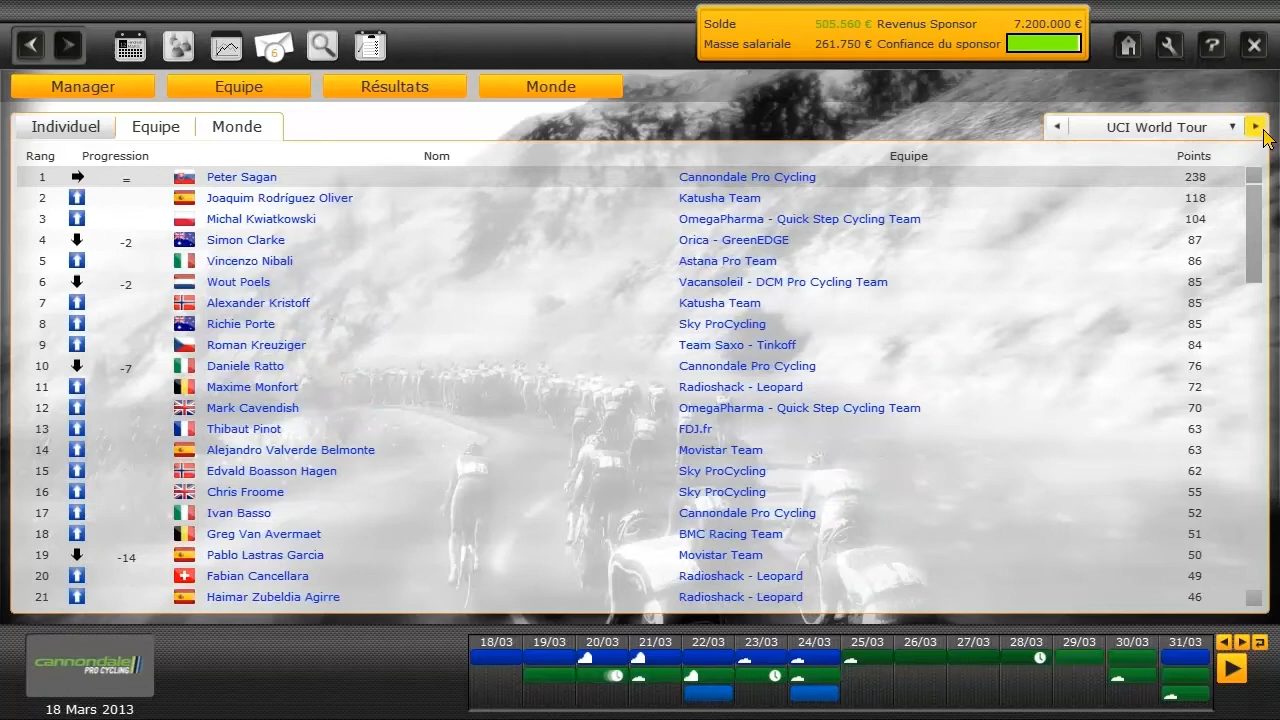 Solde 505.560 € Revenus Sponsor 7.200.000 €
Masse salariale 261.750 € Confiance du sponsor
6
Manager Equipe Résultats Monde
Individuel Equipe Monde UCI World Tour
Rang Progression Nom Equipe Points
1 = Peter Sagan Cannondale Pro Cycling 238
2 Joaquim Rodríguez Oliver Katusha Team 118
3 Michal Kwiatkowski OmegaPharma - Quick Step Cycling Team 104
4 -2 Simon Clarke Orica - GreenEDGE 87
5 Vincenzo Nibali Astana Pro Team 86
6 -2 Wout Poels Vacansoleil - DCM Pro Cycling Team 85
7 Alexander Kristoff Katusha Team 85
8 Richie Porte Sky ProCycling 85
9 Roman Kreuziger Team Saxo - Tinkoff 84
10 -7 Daniele Ratto Cannondale Pro Cycling 76
11 Maxime Monfort Radioshack - Leopard 72
12 Mark Cavendish OmegaPharma - Quick Step Cycling Team 70
13 Thibaut Pinot FDJ.fr 63
14 Alejandro Valverde Belmonte Movistar Team 63
15 Edvald Boasson Hagen Sky ProCycling 62
16 Chris Froome Sky ProCycling 55
17 Ivan Basso Cannondale Pro Cycling 52
18 Greg Van Avermaet BMC Racing Team 51
19 -14 Pablo Lastras Garcia Movistar Team 50
20 Fabian Cancellara Radioshack - Leopard 49
21 Haimar Zubeldia Agirre Radioshack - Leopard 46
18/03 19/03 20/03 21/03 22/03 23/03 24/03 25/03 26/03 27/03 28/03 29/03 30/03 31/03
cannondale
PRO CYCLING
18 Mars 2013